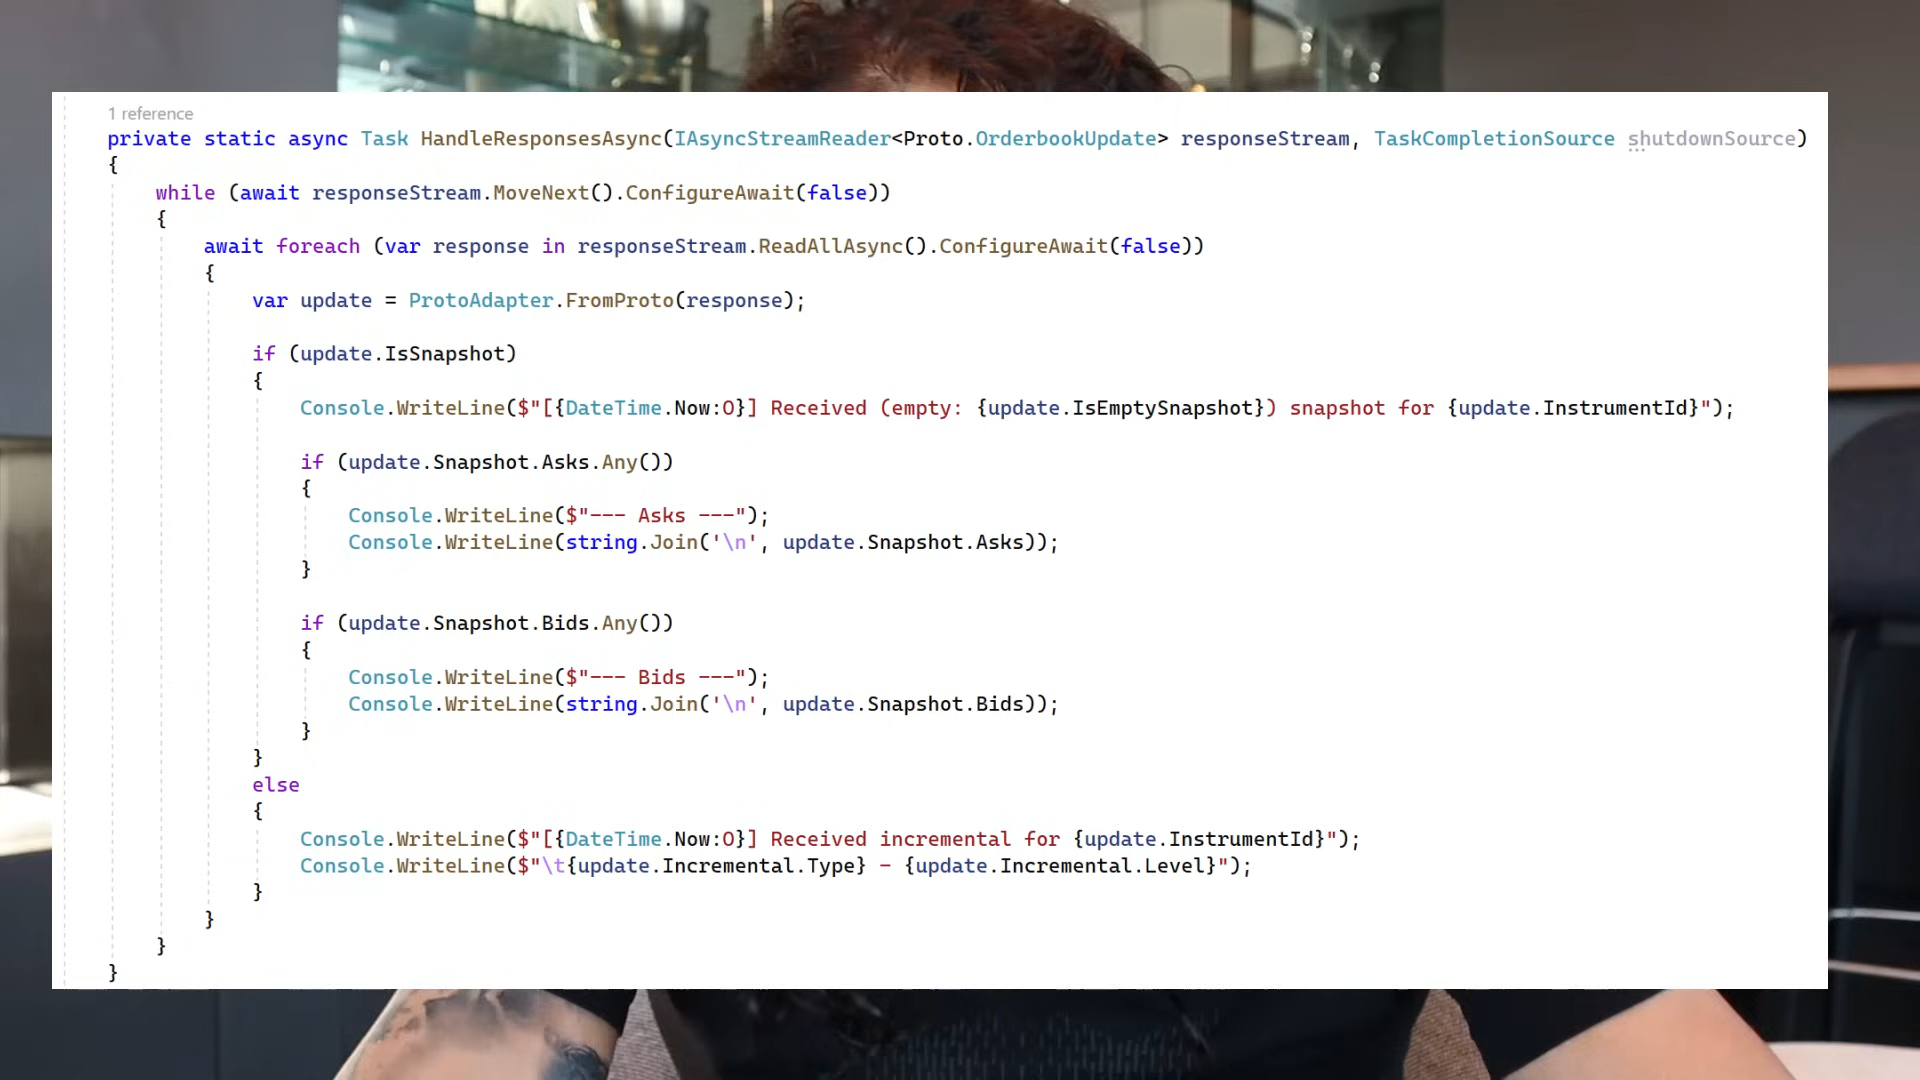 1 reference
private static async Task HandleResponsesAsync(IAsyncStreamReader<Proto.OrderbookUpdate> responseStream, TaskCompletionSource shutdownSource)
{
while (await responseStream.MoveNext().ConfigureAwait(false))
{
await foreach (var response in responseStream.ReadAllAsync().ConfigureAwait(false))
{
var update = ProtoAdapter.FromProto(response);
if (update.IsSnapshot)
{
Console.WriteLine($"[{DateTime.Now:O}] Received (empty: {update.IsEmptySnapshot}) snapshot for {update.InstrumentId}");
if (update.Snapshot.Asks.Any())
{
Console.WriteLine($"--- Asks ---");
Console.WriteLine(string.Join('\n', update.Snapshot.Asks));
}
if (update.Snapshot.Bids.Any())
{
Console.WriteLine($"--- Bids ---");
Console.WriteLine(string.Join('\n', update.Snapshot.Bids));
}
}
else
{
Console.WriteLine($"[{DateTime.Now:O}] Received incremental for {update.InstrumentId}");
Console.WriteLine($"\t{update.Incremental.Type} - {update.Incremental.Level}");
}
}
}
}